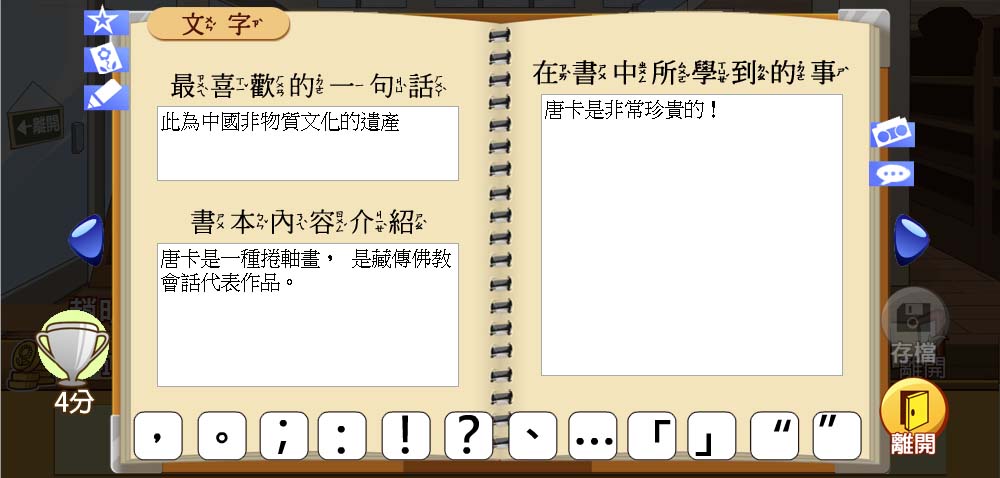 文字
最喜歡的一句話
此為中國非物質文化的遺產
書本內容介紹
唐卡是一種捲軸畫， 是藏傳佛教
會話代表作品。
在書中所學到的事
唐卡是非常珍貴的！
離開
4分
存檔
離開
離開
， 。 ； ： ！ ？ 、 … 「 」 “ ”